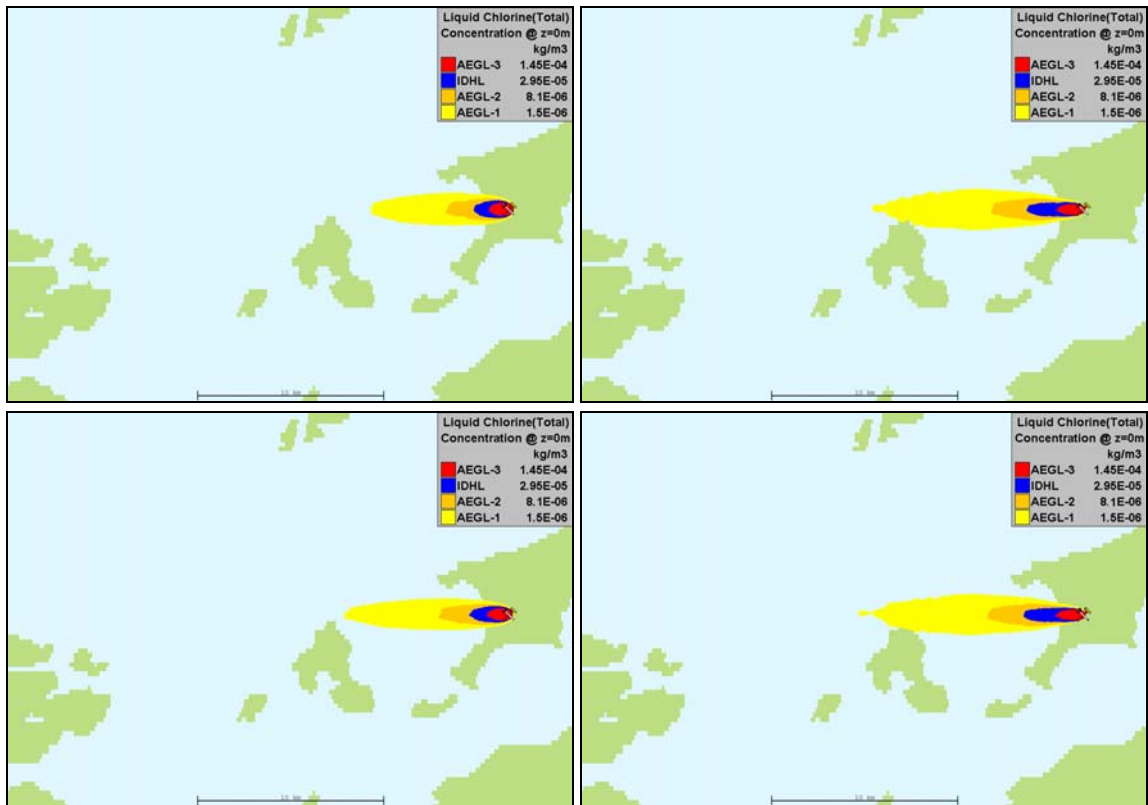 Liquid Chlorine(Total)
Concentration @ z=0m
kg/m3
AEGL-3 1.45E-04
IDHL 2.95E-05
AEGL-2 8.1E-06
AEGL-1 1.5E-06
Liquid Chlorine(Total)
Concentration @ z=0m
kg/m3
AEGL-3 1.45E-04
IDHL 2.95E-05
AEGL-2 8.1E-06
AEGL-1 1.5E-06
Liquid Chlorine(Total)
Concentration @ z=0m
kg/m3
AEGL-3 1.45E-04
IDHL 2.95E-05
AEGL-2 8.1E-06
AEGL-1 1.5E-06
Liquid Chlorine(Total)
Concentration @ z=0m
kg/m3
AEGL-3 1.45E-04
IDHL 2.95E-05
AEGL-2 8.1E-06
AEGL-1 1.5E-06